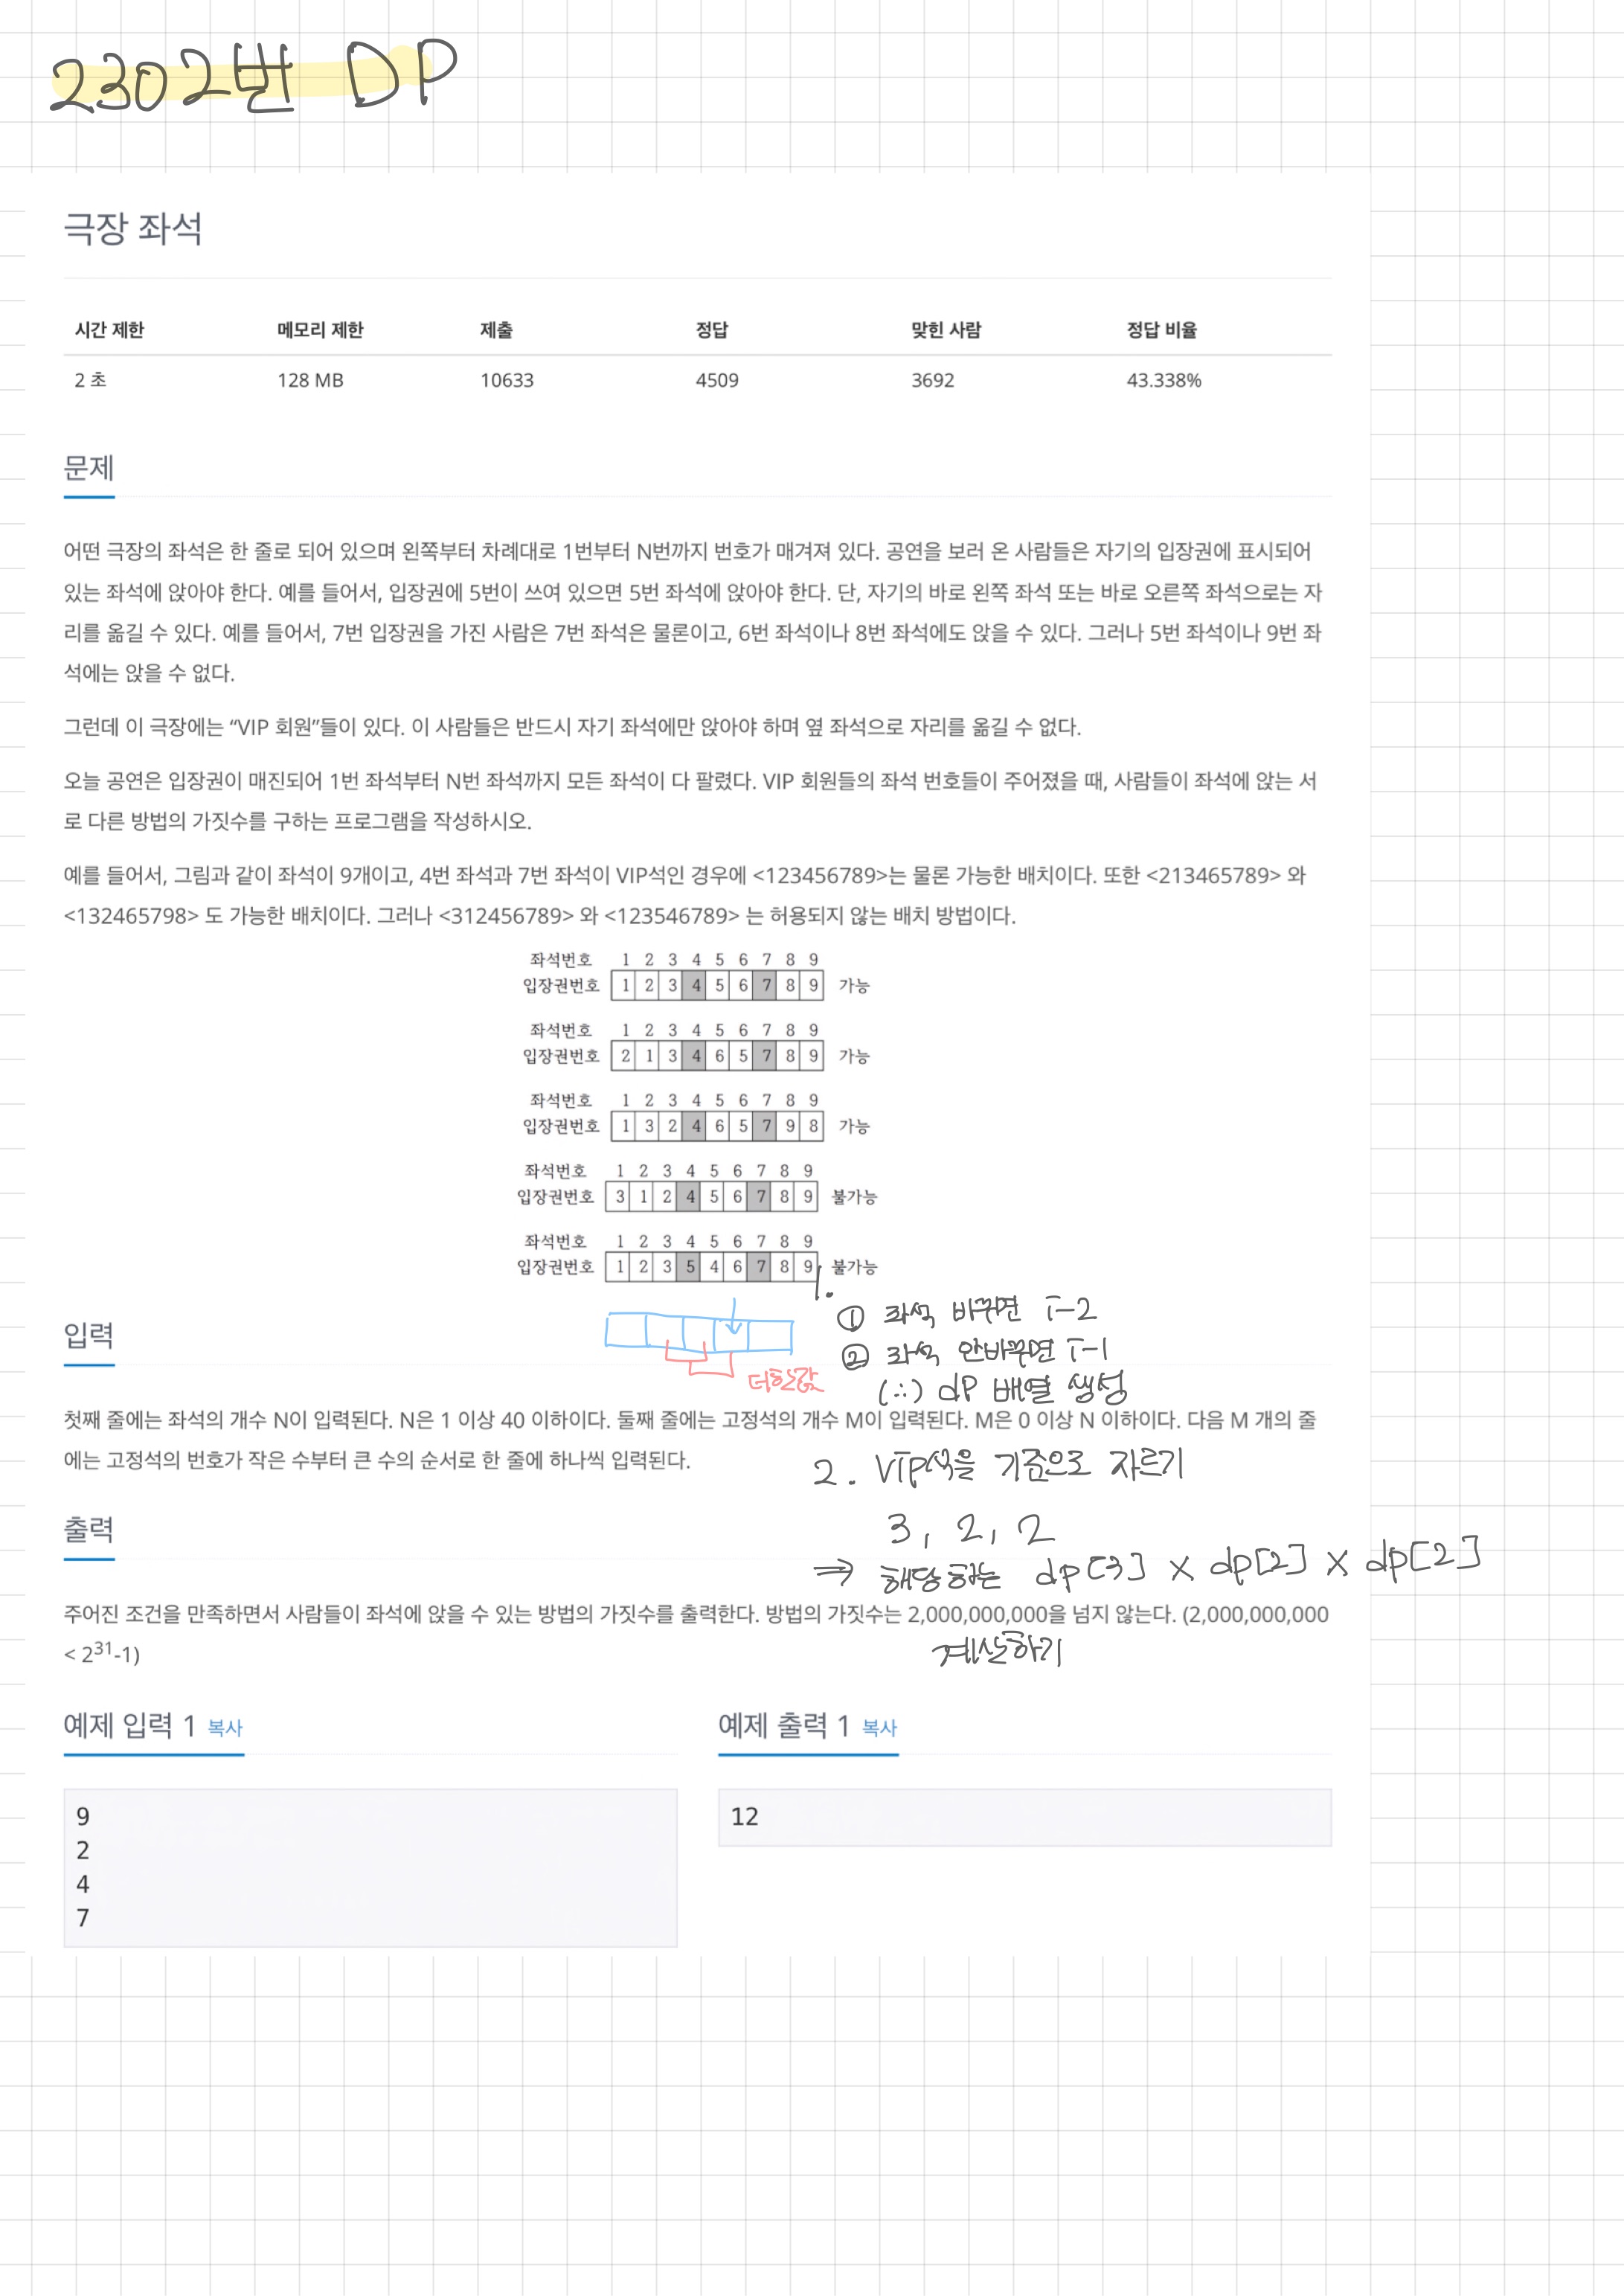 2302번 DP
극장 좌석
시간 제한 메모리 제한 제출 정답 맞힌 사람 정답 비율
2 초 128 MB 10633 4509 3692 43.338%
문제
어떤 극장의 좌석은 한 줄로 되어 있으며 왼쪽부터 차례대로 1번부터 N번까지 번호가 매겨져 있다. 공연을 보러 온 사람들은 자기의 입장권에 표시되어
있는 좌석에 앉아야 한다. 예를 들어서, 입장권에 5번이 쓰여 있으면 5번 좌석에 앉아야 한다. 단, 자기의 바로 왼쪽 좌석 또는 바로 오른쪽 좌석으로는 자
리를 옮길 수 있다. 예를 들어서, 7번 입장권을 가진 사람은 7번 좌석은 물론이고, 6번 좌석이나 8번 좌석에도 앉을 수 있다. 그러나 5번 좌석이나 9번 좌
석에는 앉을 수 없다.
그런데 이 극장에는 “VIP 회원”들이 있다. 이 사람들은 반드시 자기 좌석에만 앉아야 하며 옆 좌석으로 자리를 옮길 수 없다.
오늘 공연은 입장권이 매진되어 1번 좌석부터 N번 좌석까지 모든 좌석이 다 팔렸다. VIP 회원들의 좌석 번호들이 주어졌을 때, 사람들이 좌석에 앉는 서
로 다른 방법의 가짓수를 구하는 프로그램을 작성하시오.
예를 들어서, 그림과 같이 좌석이 9개이고, 4번 좌석과 7번 좌석이 VIP석인 경우에 <123456789>는 물론 가능한 배치이다. 또한 <213465789> 와
<132465798> 도 가능한 배치이다. 그러나 <312456789> 와 <123546789> 는 허용되지 않는 배치 방법이다.
좌석번호 1 2 3 4 5 6 7 8 9
입장권번호 1 2 3 4 5 6 7 8 9 가능
좌석번호 1 2 3 4 5 6 7 8 9
입장권번호 2 1 3 4 6 5 7 8 9 가능
좌석번호 1 2 3 4 5 6 7 8 9
입장권번호 1 3 2 4 6 5 7 9 8 가능
좌석번호 1 2 3 4 5 6 7 8 9
입장권번호 3 1 2 4 5 6 7 8 9 불가능
좌석번호 1 2 3 4 5 6 7 8 9
입장권번호 1 2 3 5 4 6 7 8 9 불가능
1.
① 좌석 바뀌면 i-2
입력
② 좌석 안바뀌면 i-1
더한값
(∴) dP 배열 생성
첫째 줄에는 좌석의 개수 N이 입력된다. N은 1 이상 40 이하이다. 둘째 줄에는 고정석의 개수 M이 입력된다. M은 0 이상 N 이하이다. 다음 M 개의 줄
에는 고정석의 번호가 작은 수부터 큰 수의 순서로 한 줄에 하나씩 입력된다.
2. VIP석을 기준으로 자르기
출력
3, 2, 2
⇒ 해당하는 dp[3] × dp[2] × dp[2]
주어진 조건을 만족하면서 사람들이 좌석에 앉을 수 있는 방법의 가짓수를 출력한다. 방법의 가짓수는 2,000,000,000을 넘지 않는다. (2,000,000,000
< 2^31-1)
계산하기
예제 입력 1 복사
9
2
4
7
예제 출력 1 복사
12